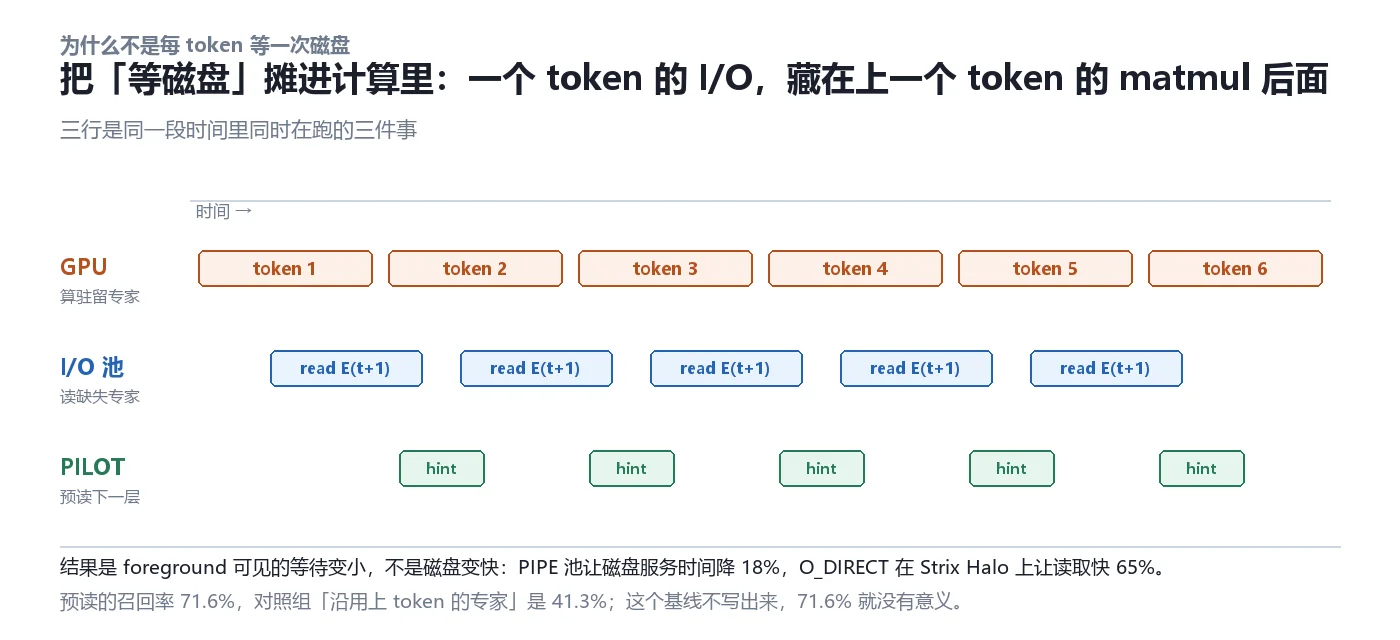 为什么不是每 token 等一次磁盘
把「等磁盘」摊进计算里：一个 token 的 I/O，藏在上一个 token 的 matmul 后面
三行是同一段时间里同时在跑的三件事
时间 →
GPU
算驻留专家
token 1
token 2
token 3
token 4
token 5
token 6
I/O 池
读缺失专家
read E(t+1)
read E(t+1)
read E(t+1)
read E(t+1)
read E(t+1)
PILOT
预读下一层
hint
hint
hint
hint
hint
结果是 foreground 可见的等待变小，不是磁盘变快：PIPE 池让磁盘服务时间降 18%，O_DIRECT 在 Strix Halo 上让读取快 65%。
预读的召回率 71.6%，对照组「沿用上 token 的专家」是 41.3%；这个基线不写出来，71.6% 就没有意义。